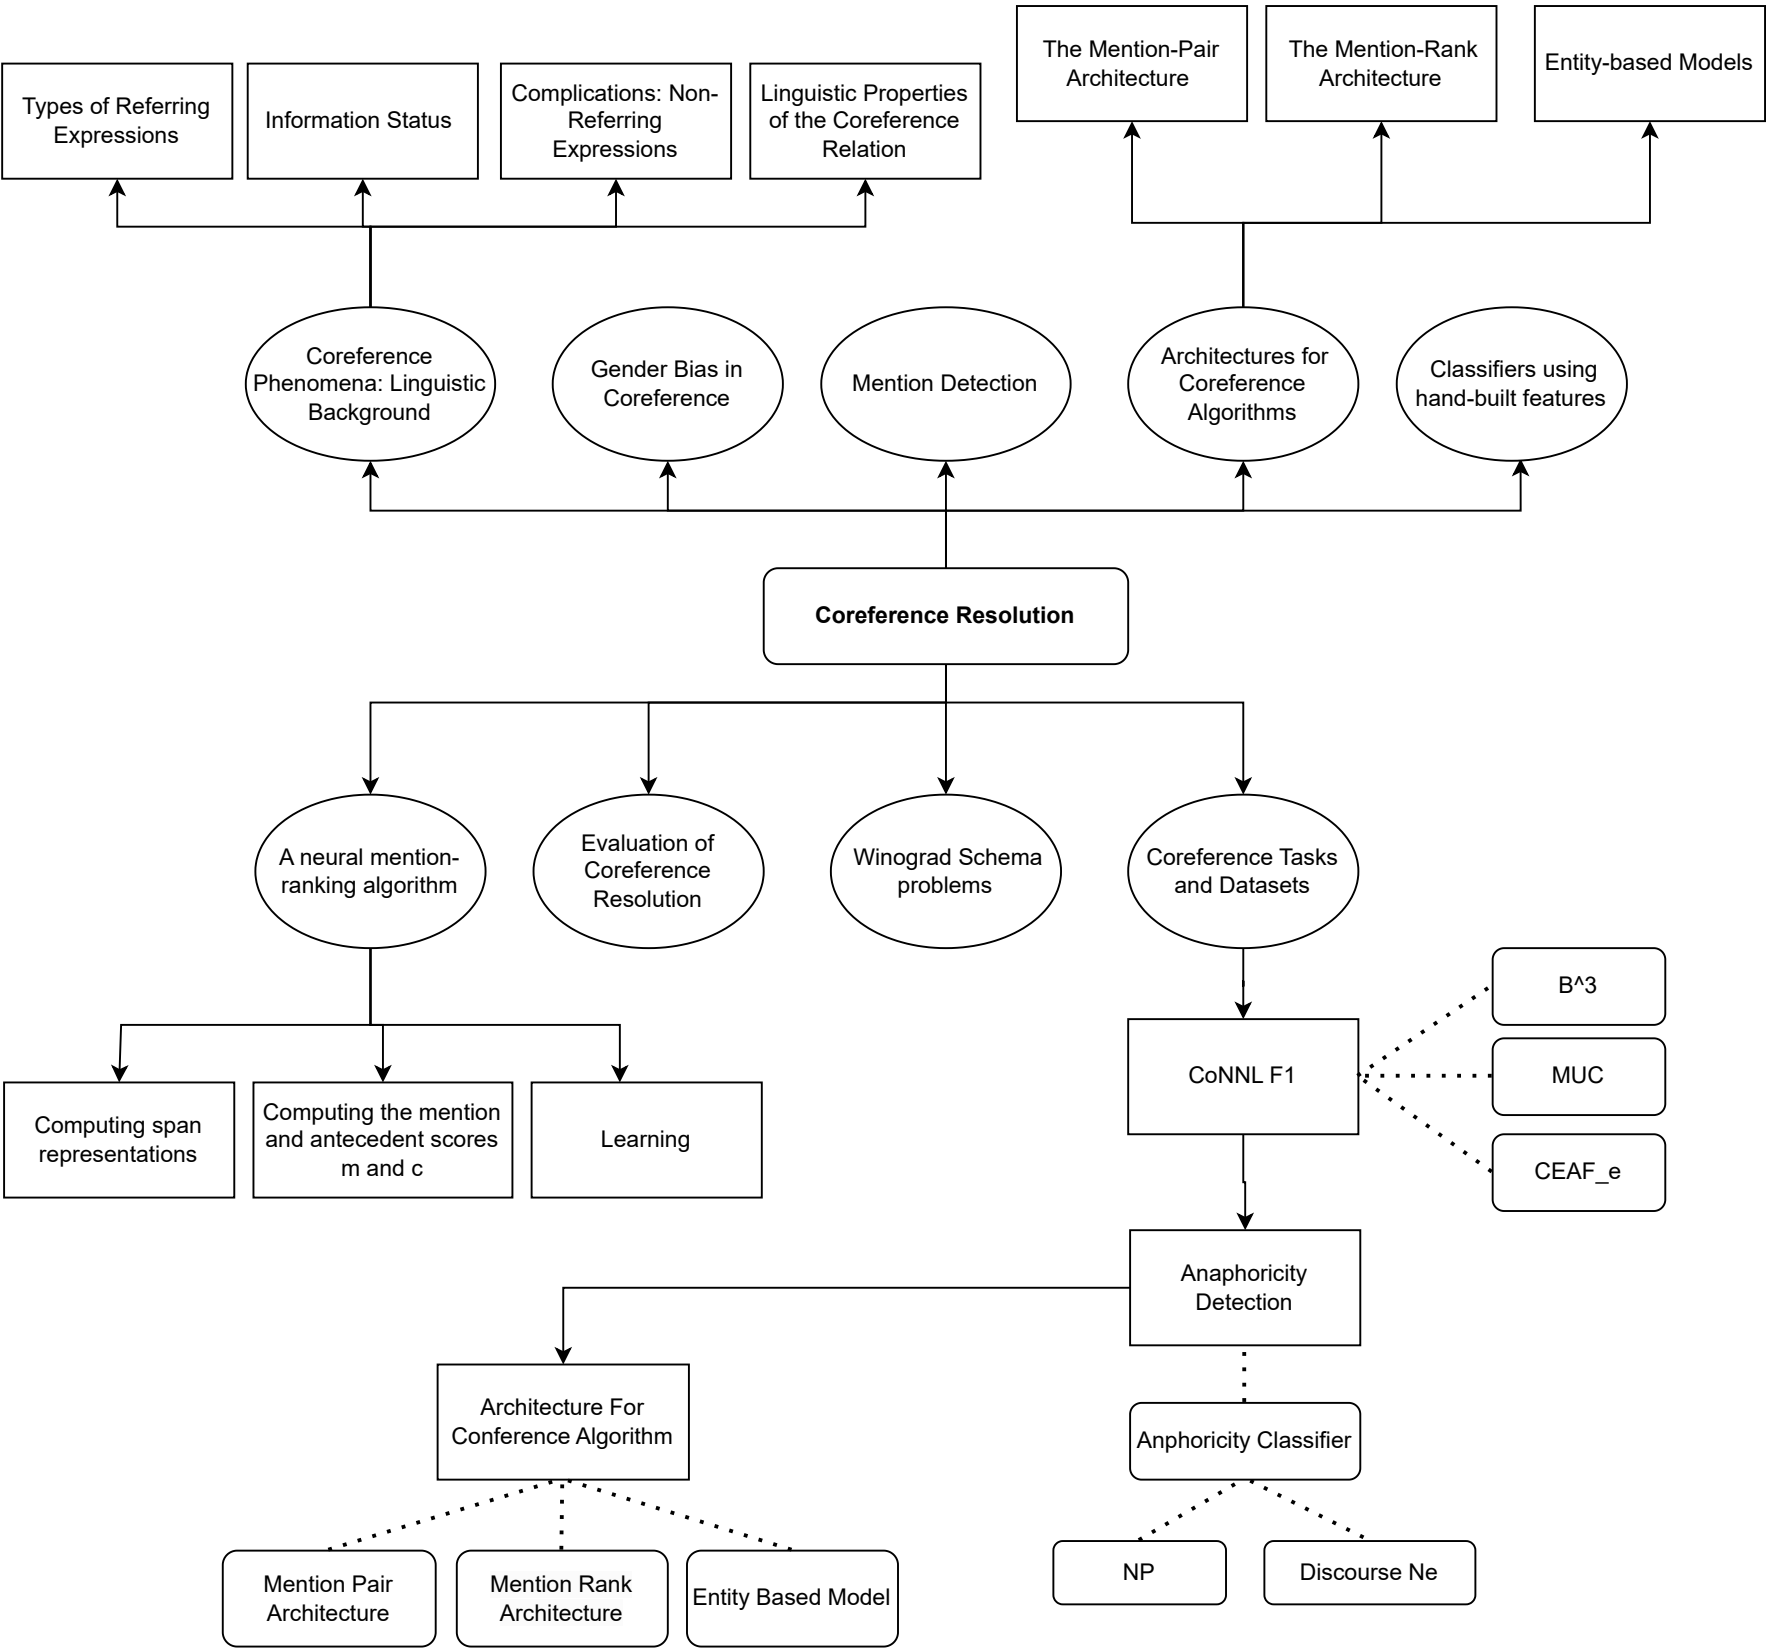 The Mention-Pair
Architecture
The Mention-Rank
Architecture
Entity-based Models
Types of Referring
Expressions
Information Status
Complications: Non-
Referring
Expressions
Linguistic Properties
of the Coreference
Relation
Coreference
Phenomena: Linguistic
Background
Gender Bias in
Coreference
Mention Detection
Architectures for
Coreference
Algorithms
Classifiers using
hand-built features
Coreference Resolution
A neural mention-
ranking algorithm
Evaluation of
Coreference
Resolution
Winograd Schema
problems
Coreference Tasks
and Datasets
B^3
CoNNL F1
MUC
CEAF_e
Computing span
representations
Computing the mention
and antecedent scores
m and c
Learning
Anaphoricity
Detection
Architecture For
Conference Algorithm
Anphoricity Classifier
Mention Pair
Architecture
Mention Rank
Architecture
Entity Based Model
NP
Discourse Ne